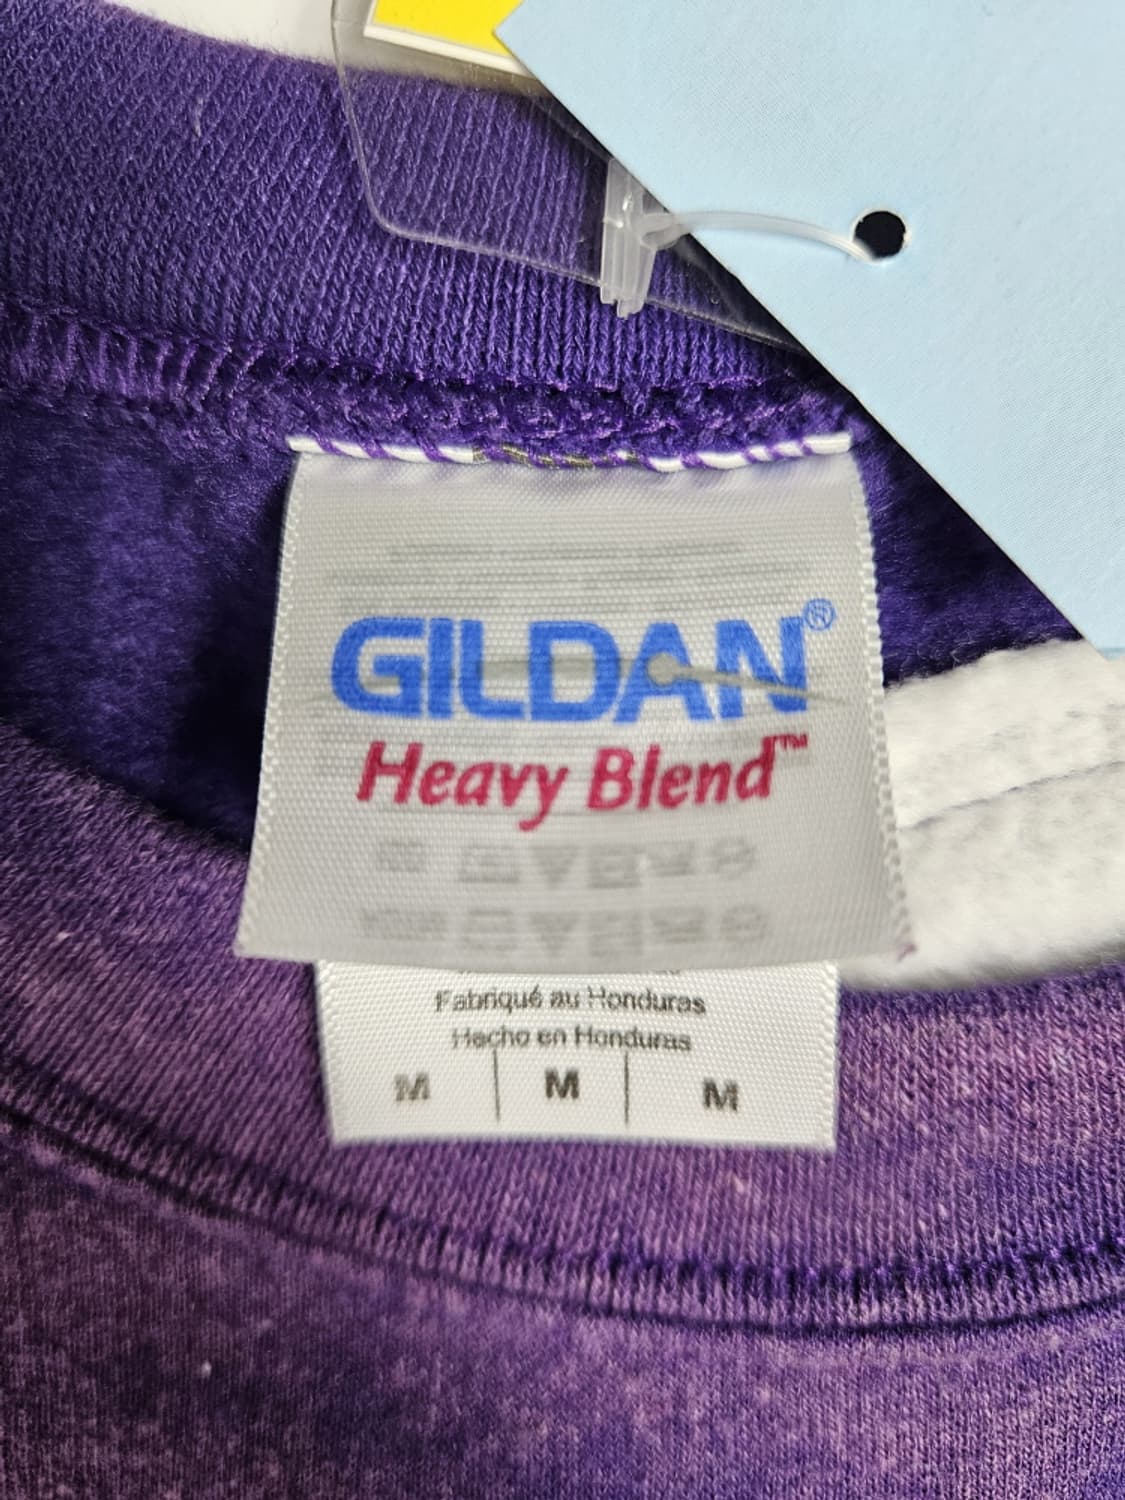 GILDAN®
Heavy Blend™
Fabriqué au Honduras
Hecho en Honduras
M | M | M